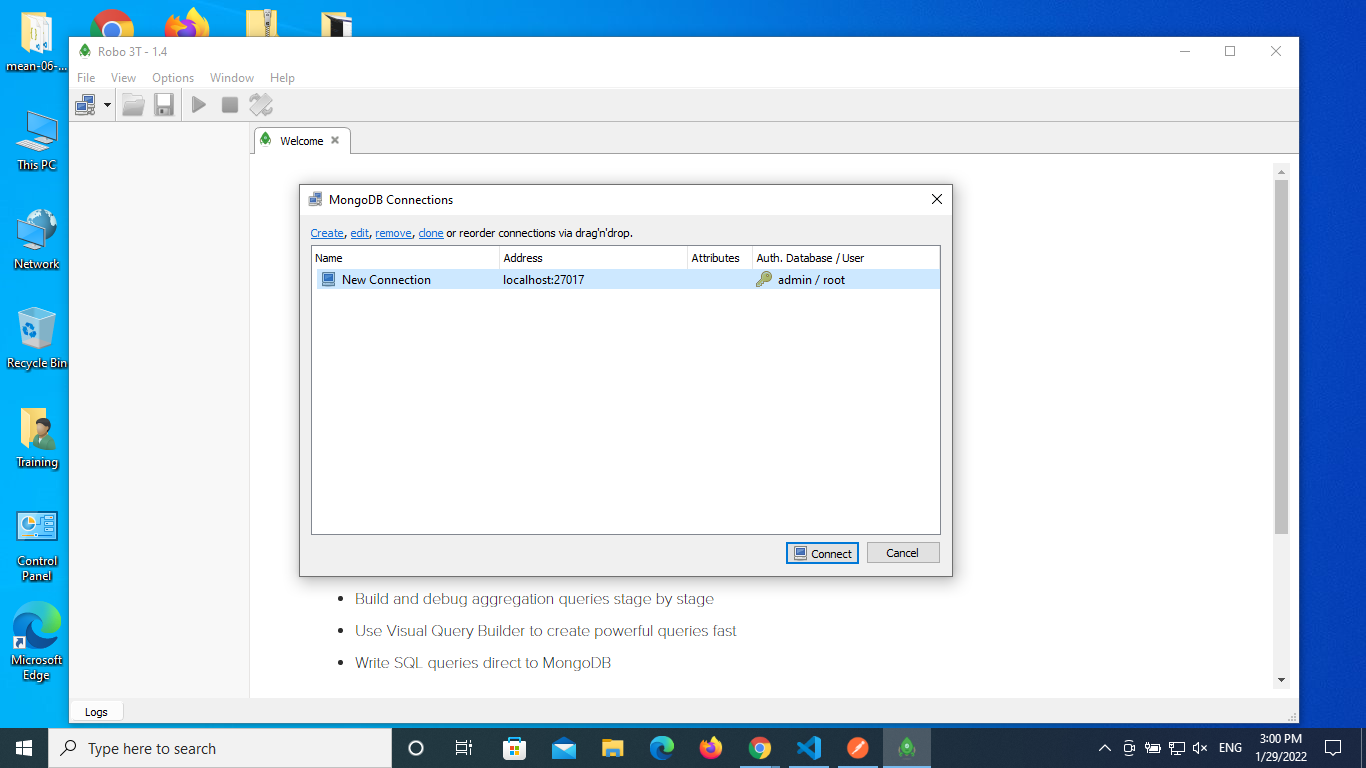 mean-06-...
This PC
Network
Recycle Bin
Training
Control
Panel
Microsoft
Edge
Robo 3T - 1.4
File View Options Window Help
Welcome
MongoDB Connections
Create, edit, remove, clone or reorder connections via drag'n'drop.
Name Address Attributes Auth. Database / User
New Connection localhost:27017 admin / root
Connect Cancel
Build and debug aggregation queries stage by stage
Use Visual Query Builder to create powerful queries fast
Write SQL queries direct to MongoDB
Logs
Type here to search
ENG
3:00 PM
1/29/2022